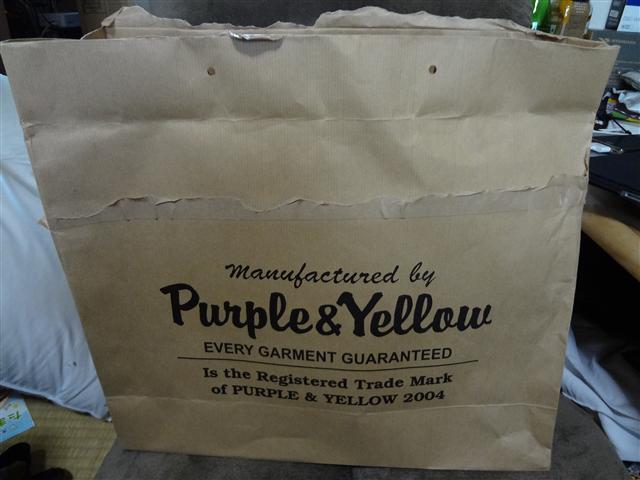 Manufactured by
Purple&Yellow
EVERY GARMENT GUARANTEED
Is the Registered Trade Mark
of PURPLE & YELLOW 2004